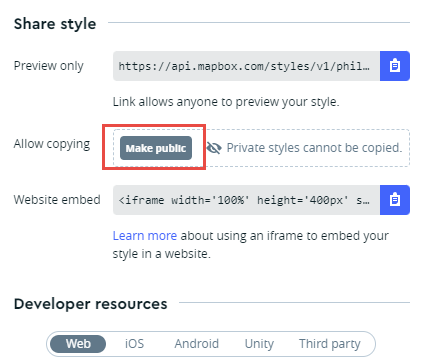 Share style
Preview only
https://api.mapbox.com/styles/v1/phil...
Link allows anyone to preview your style.
Allow copying
Make public
Private styles cannot be copied.
Website embed
<iframe width='100%' height='400px' s...
Learn more about using an iframe to embed your
style in a website.
Developer resources
Web iOS Android Unity Third party